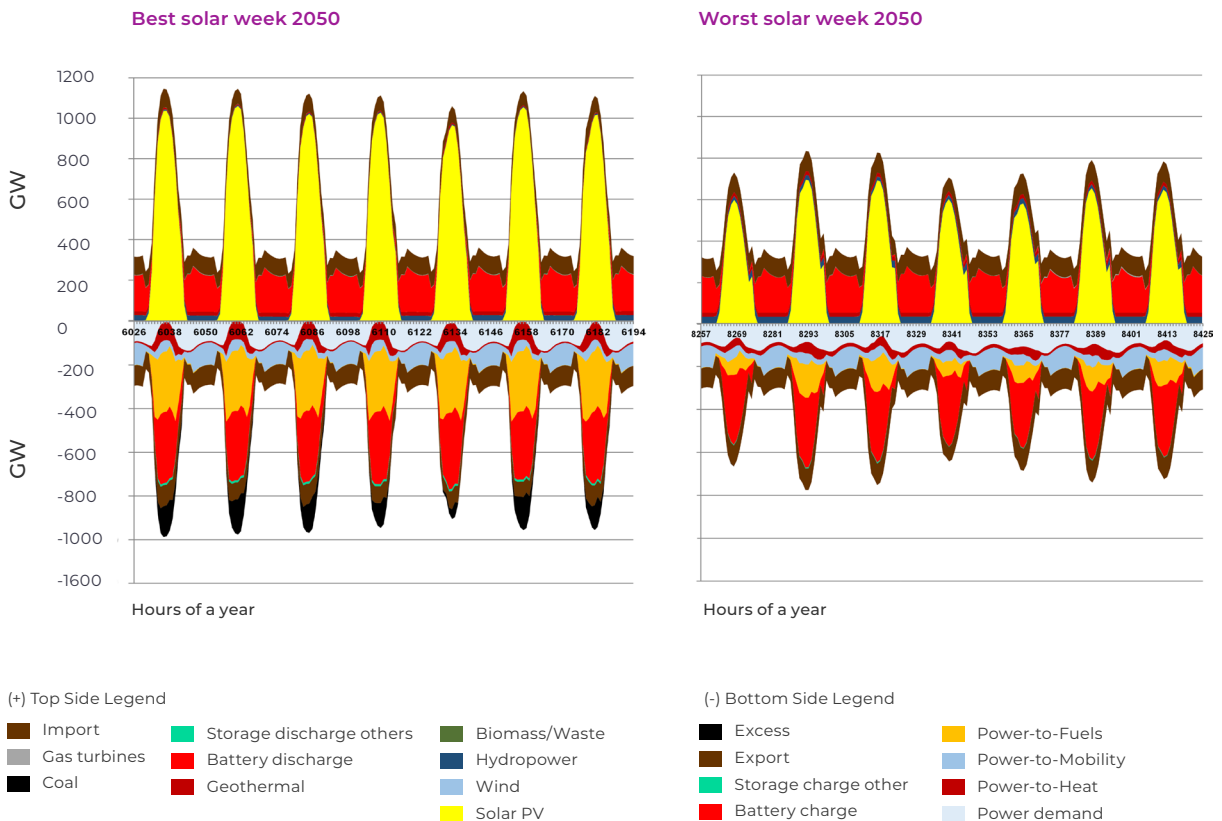 Best solar week 2050
Worst solar week 2050
GW
GW
1200
1000
800
600
400
200
0
-200
-400
-600
-800
-1000
-1600
6026 6038 6050 6062 6074 6086 6098 6110 6122 6134 6146 6158 6170 6182 6194
8257 8269 8281 8293 8305 8317 8329 8341 8353 8365 8377 8389 8401 8413 8425
Hours of a year
Hours of a year
(+) Top Side Legend
Import
Gas turbines
Coal
Storage discharge others
Battery discharge
Geothermal
Biomass/Waste
Hydropower
Wind
Solar PV
(-) Bottom Side Legend
Excess
Export
Storage charge other
Battery charge
Power-to-Fuels
Power-to-Mobility
Power-to-Heat
Power demand